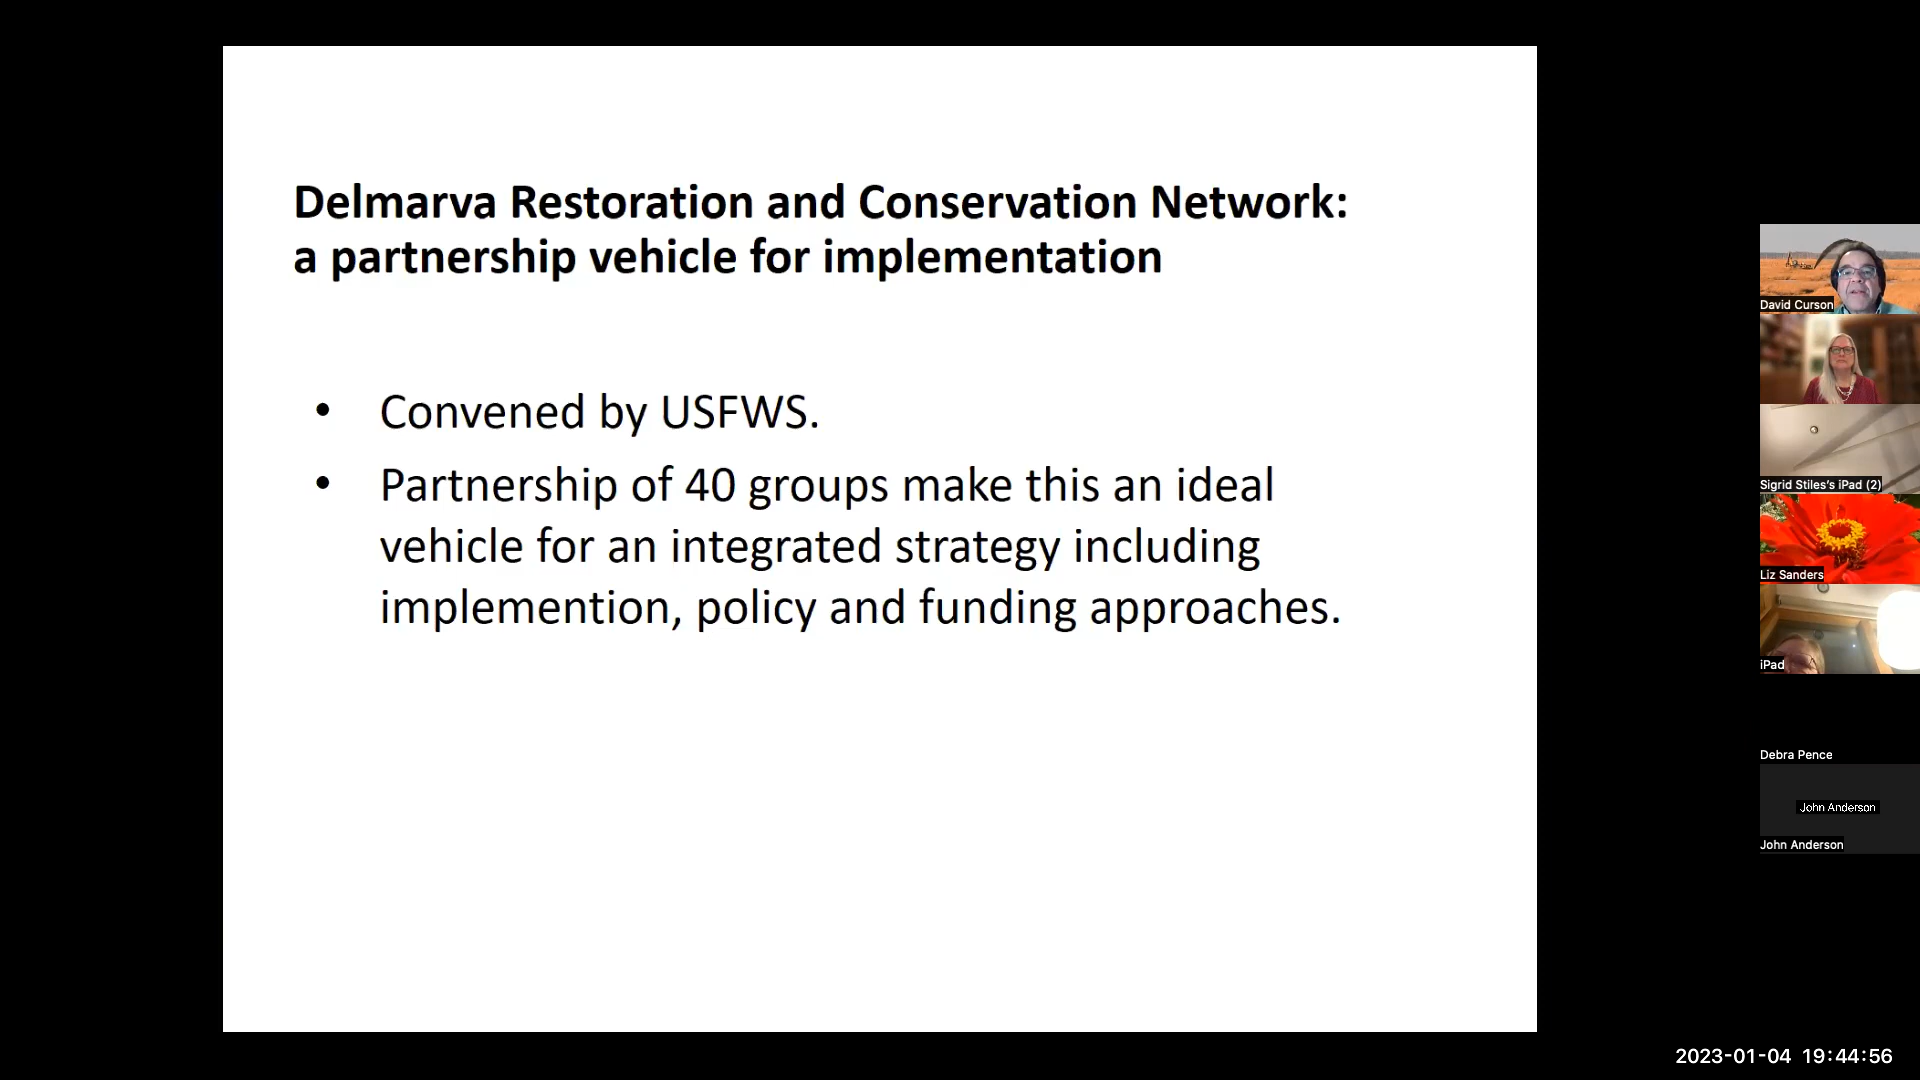 Delmarva Restoration and Conservation Network:
a partnership vehicle for implementation
• Convened by USFWS.
• Partnership of 40 groups make this an ideal
vehicle for an integrated strategy including
implemention, policy and funding approaches.
David Curson
Sigrid Stiles's iPad (2)
Liz Sanders
iPad
Debra Pence
John Anderson
John Anderson
2023-01-04 19:44:56